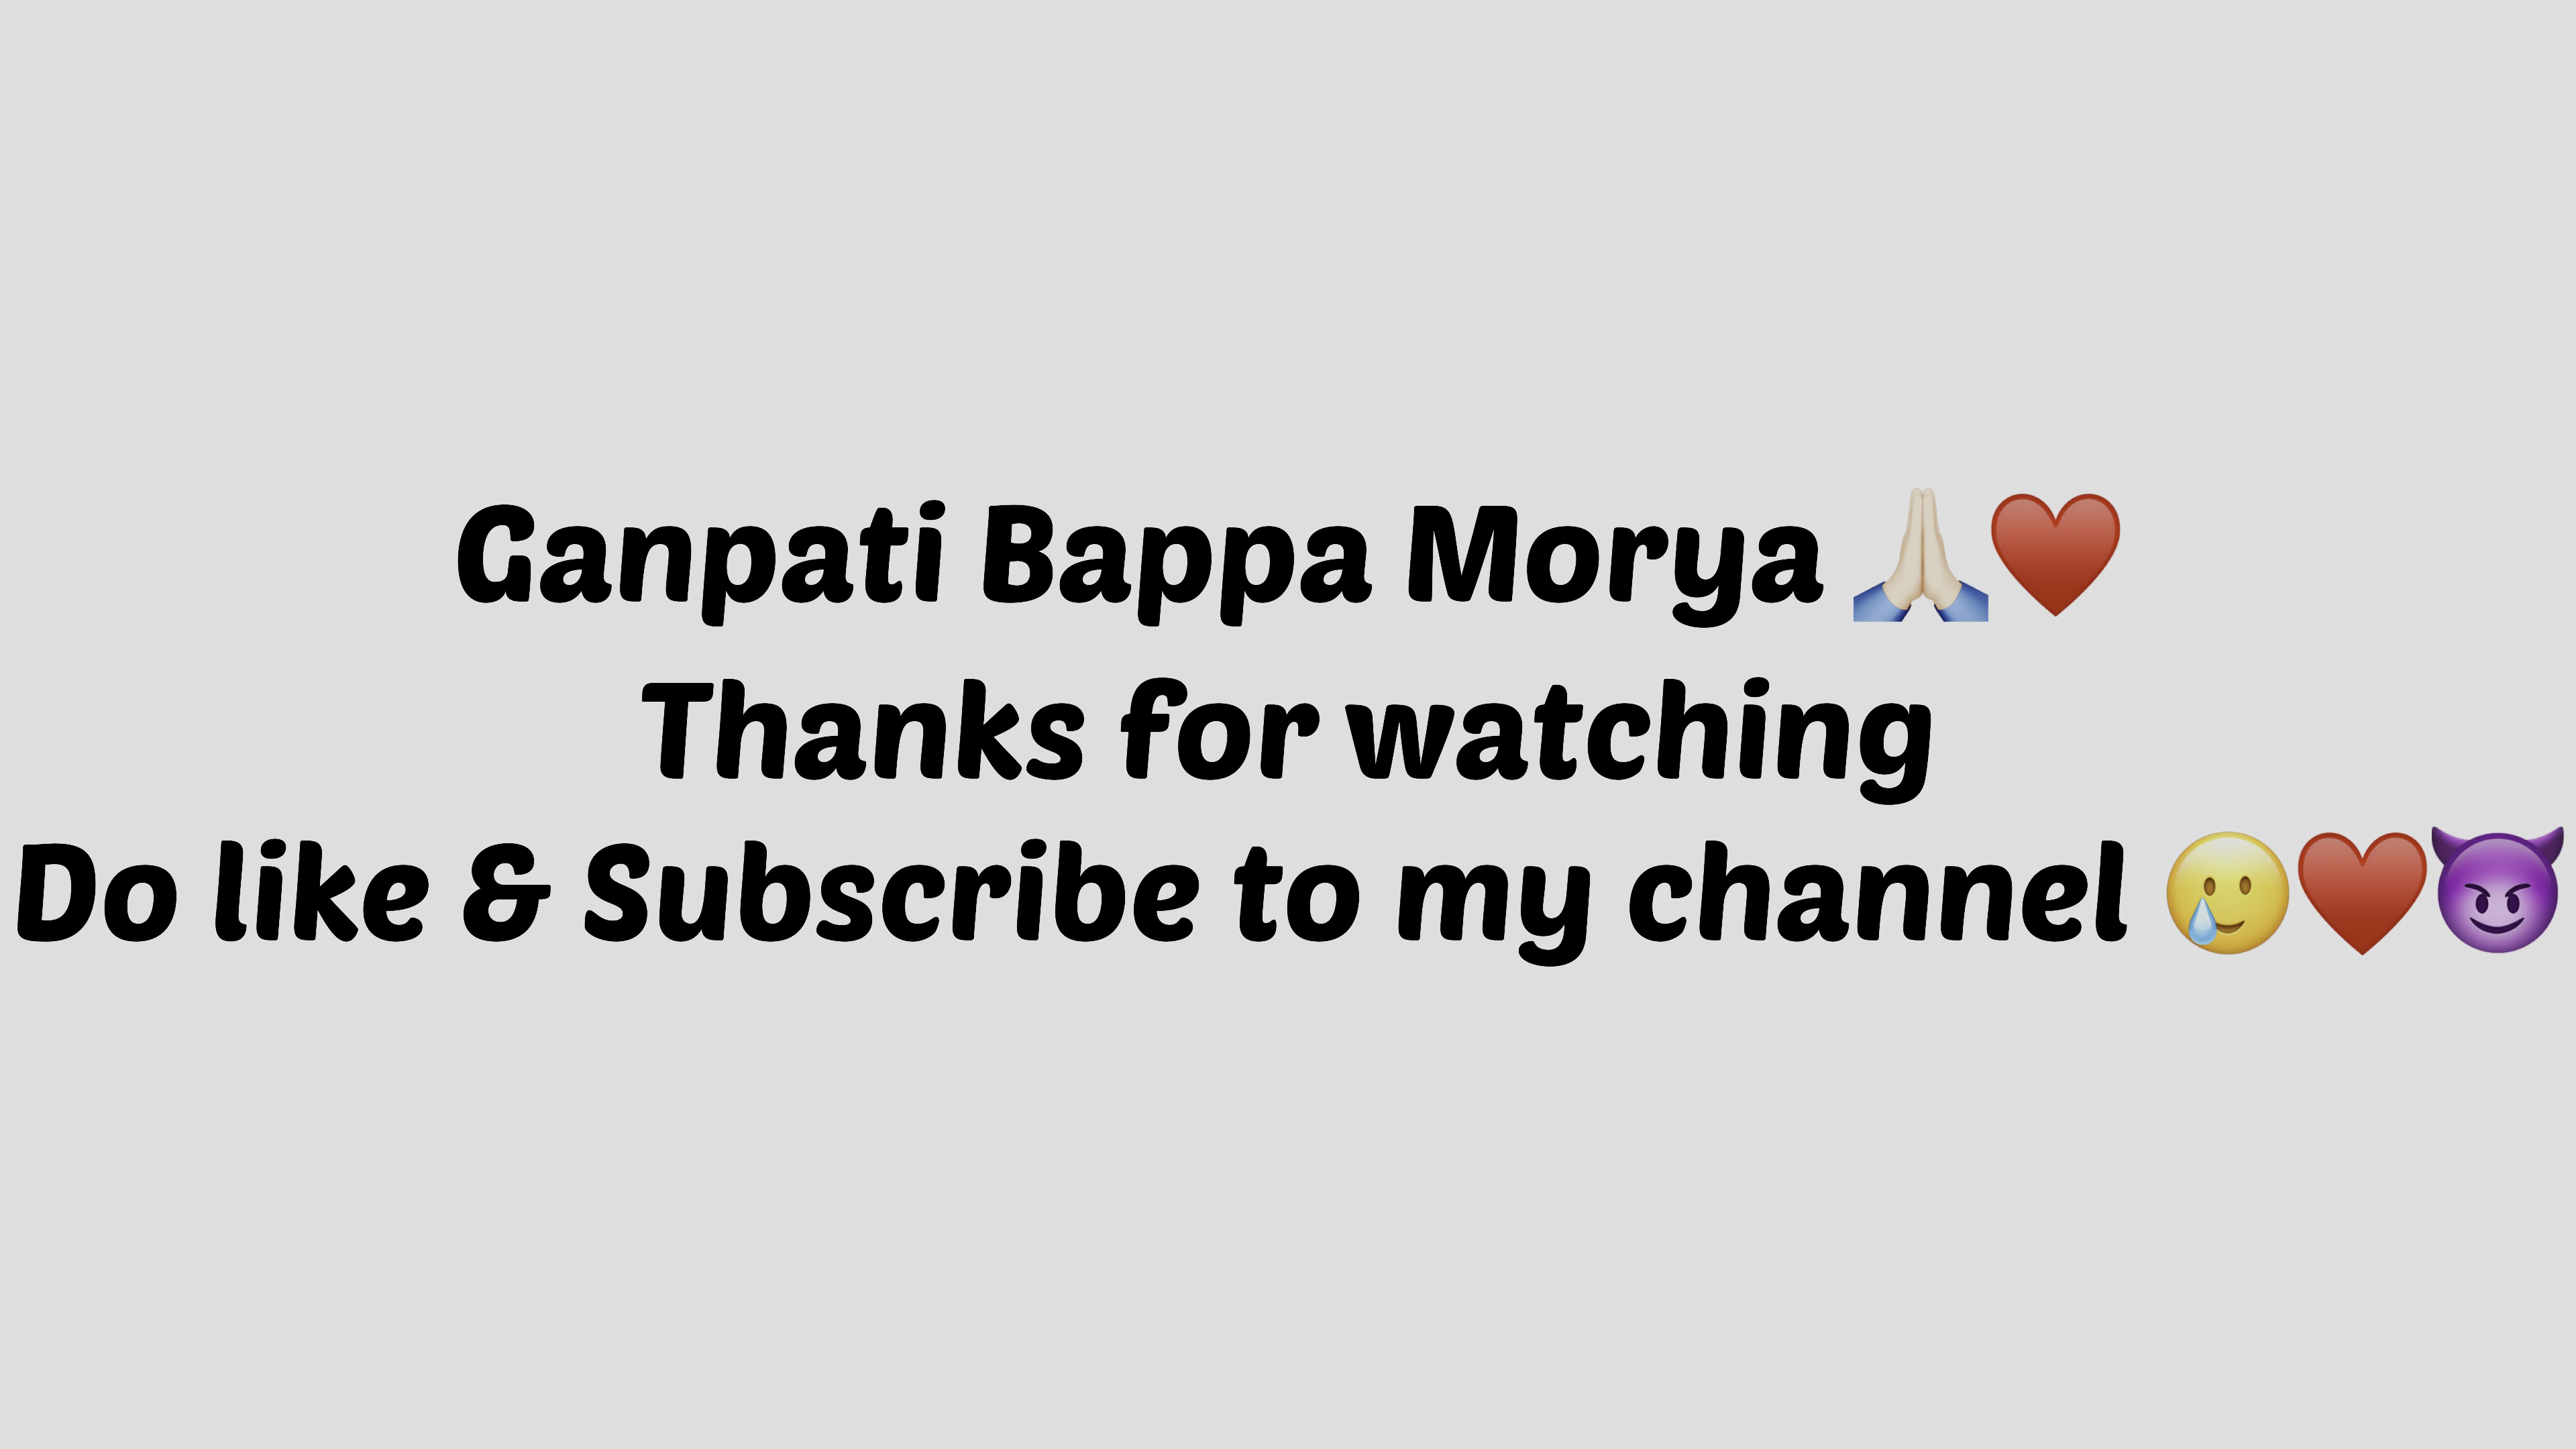 Ganpati Bappa Morya 🙏🏻♥️
Thanks for watching
Do like & Subscribe to my channel 🥲♥️😈